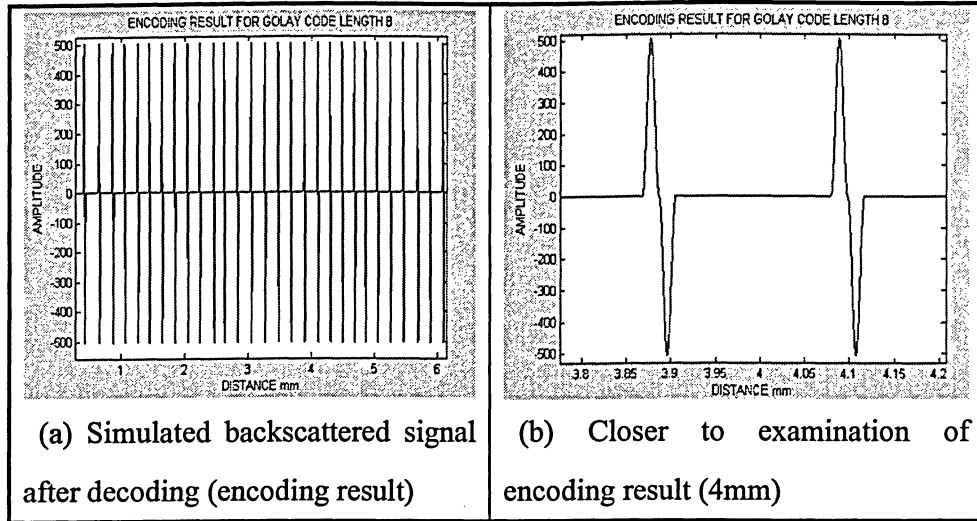 ENCODING RESULT FOR GOLAY CODE LENGTH 8
500
400
300
200
100
0
-100
-200
-300
-400
-500
AMPLITUDE
1 2 3 4 5 6
DISTANCE mm
(a) Simulated backscattered signal
after decoding (encoding result)
ENCODING RESULT FOR GOLAY CODE LENGTH 8
500
400
300
200
100
0
-100
-200
-300
-400
-500
AMPLITUDE
3.8 3.85 3.9 3.95 4 4.05 4.1 4.15 4.2
DISTANCE mm
(b) Closer to examination of
encoding result (4mm)